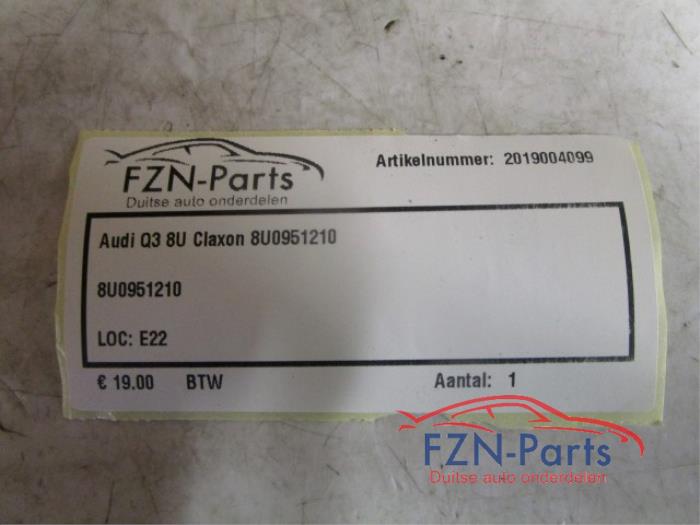 FZN-Parts
Duitse auto onderdelen
Artikelnummer: 2019004099
Audi Q3 8U Claxon 8U0951210
8U0951210
LOC: E22
€ 19.00 BTW Aantal: 1
FZN-Parts
Duitse auto onderdelen